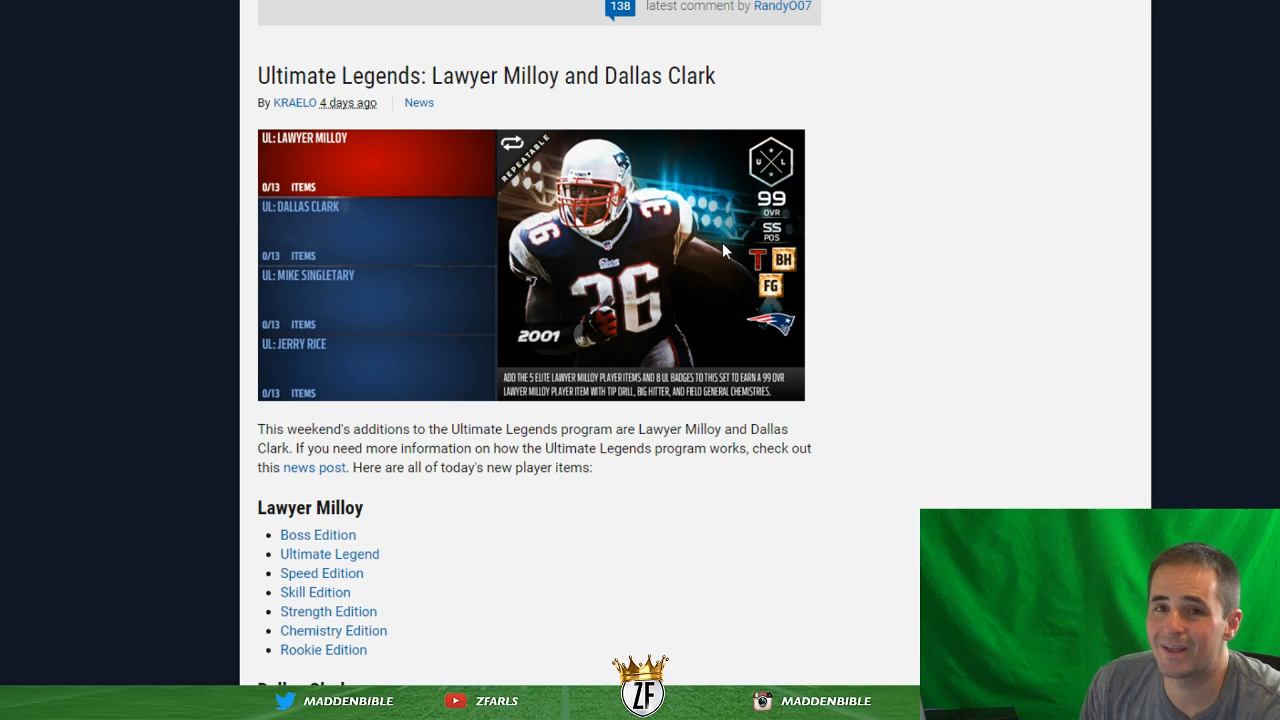 138 latest comment by RandyO07
Ultimate Legends: Lawyer Milloy and Dallas Clark
By KRAELO 4 days ago News
UL: LAWYER MILLOY
0/13 ITEMS
UL: DALLAS CLARK
0/13 ITEMS
UL: MIKE SINGLETARY
0/13 ITEMS
UL: JERRY RICE
0/13 ITEMS
REPEATABLE
U L
99
OVR
SS
POS
T BH
FG
36
3
36
2001
ADD THE 5 ELITE LAWYER MILLOY PLAYER ITEMS AND 8 UL BADGES TO THIS SET TO EARN A 99 OVR
LAWYER MILLOY PLAYER ITEM WITH TIP DRILL, BIG HITTER, AND FIELD GENERAL CHEMISTRIES.
This weekend's additions to the Ultimate Legends program are Lawyer Milloy and Dallas
Clark. If you need more information on how the Ultimate Legends program works, check out
this news post. Here are all of today's new player items:
Lawyer Milloy
Boss Edition
Ultimate Legend
Speed Edition
Skill Edition
Strength Edition
Chemistry Edition
Rookie Edition
MADDENBIBLE
ZFARLS
ZF
MADDENBIBLE